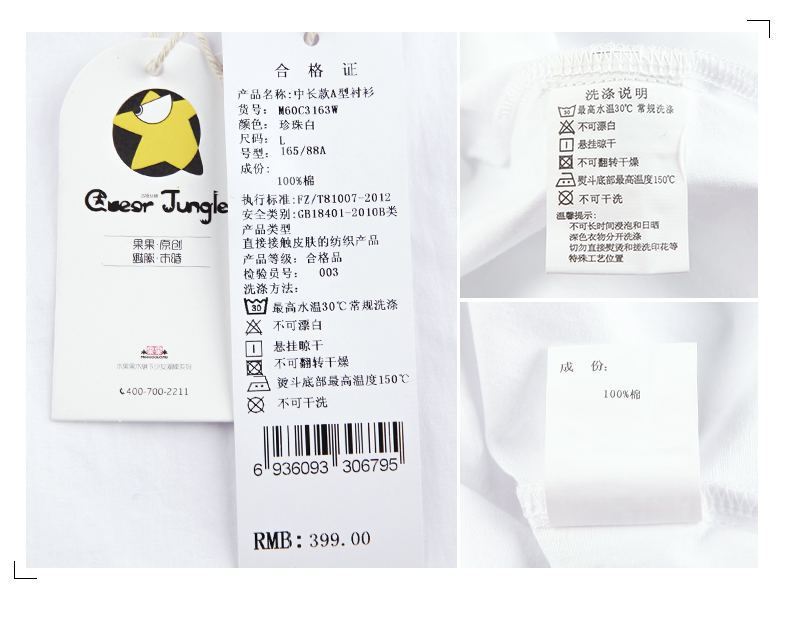 Queer Jungle
果果·原创
400-700-2211
合格证
产品名称:中长款A型衬衫
货号: M60C3163W
颜色: 珍珠白
尺码: L
号型: 165/88A
成份:
100%棉
执行标准:FZ/T81007-2012
安全类别:GB18401-2010B类
产品类型
直接接触皮肤的纺织产品
产品等级: 合格品
检验员号: 003
洗涤方法:
30 最高水温30℃常规洗涤
不可漂白
悬挂晾干
不可翻转干燥
熨斗底部最高温度150℃
不可干洗
6 936093 306795
RMB: 399.00
洗涤说明
30 最高水温30℃ 常规洗涤
不可漂白
悬挂晾干
不可翻转干燥
熨斗底部最高温度150℃
不可干洗
温馨提示:
不可长时间浸泡和日晒
深色衣物分开洗涤
切勿直接熨烫和搓洗印花等
特殊工艺位置
成 份:
100%棉